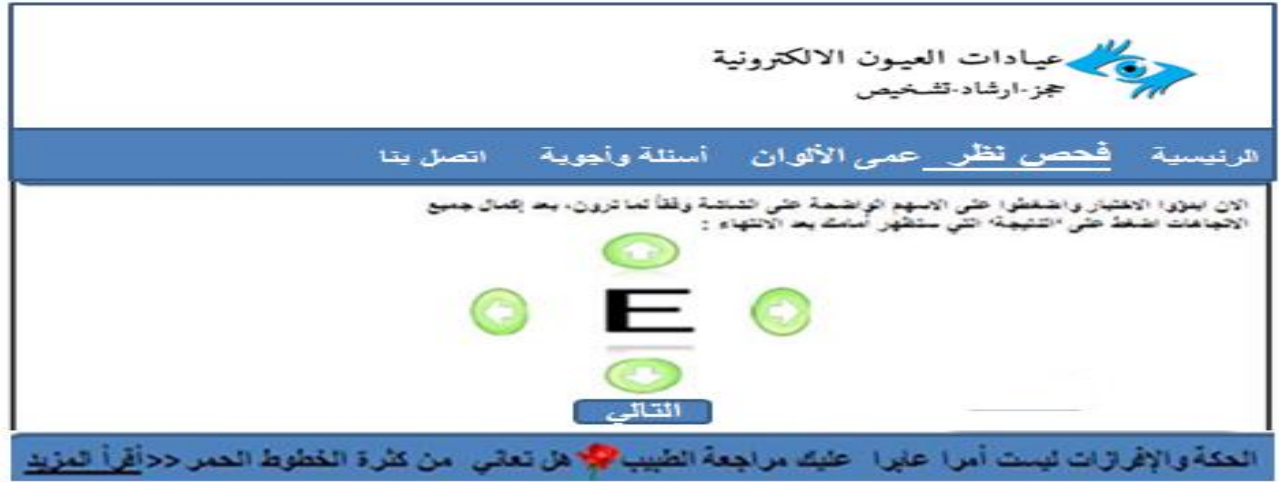 عيادات العيون الالكترونية
حجز-ارشاد-تشخيص
الرئيسية فحص نظر عمى الألوان أسئلة وأجوبة اتصل بنا
الان ابدؤوا الاختبار واضغطوا على الاسهم الواضحة على الشاشة وفقاً لما ترون، بعد إكمال جميع
الاتجاهات اضغط على "النتيجة" التي ستظهر أمامك بعد الانتهاء :
E
التالي
الحكة والإفرازات ليست أمرا عابرا عليك مراجعة الطبيب هل تعاني من كثرة الخطوط الحمر <<أقرأ المزيد